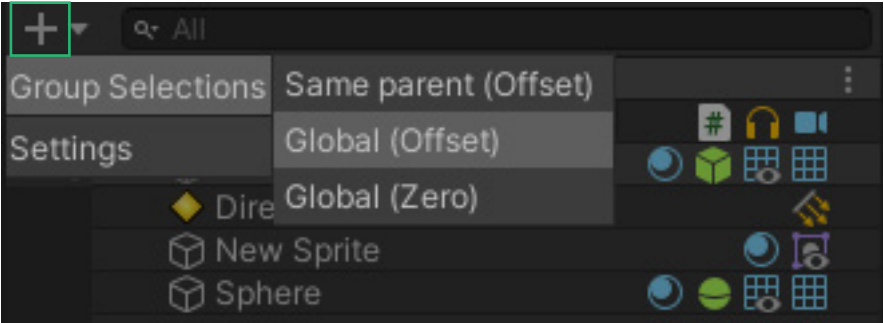 All
Group Selections
Same parent (Offset)
#
Settings
Global (Offset)
Dire
Global (Zero)
New Sprite
Sphere